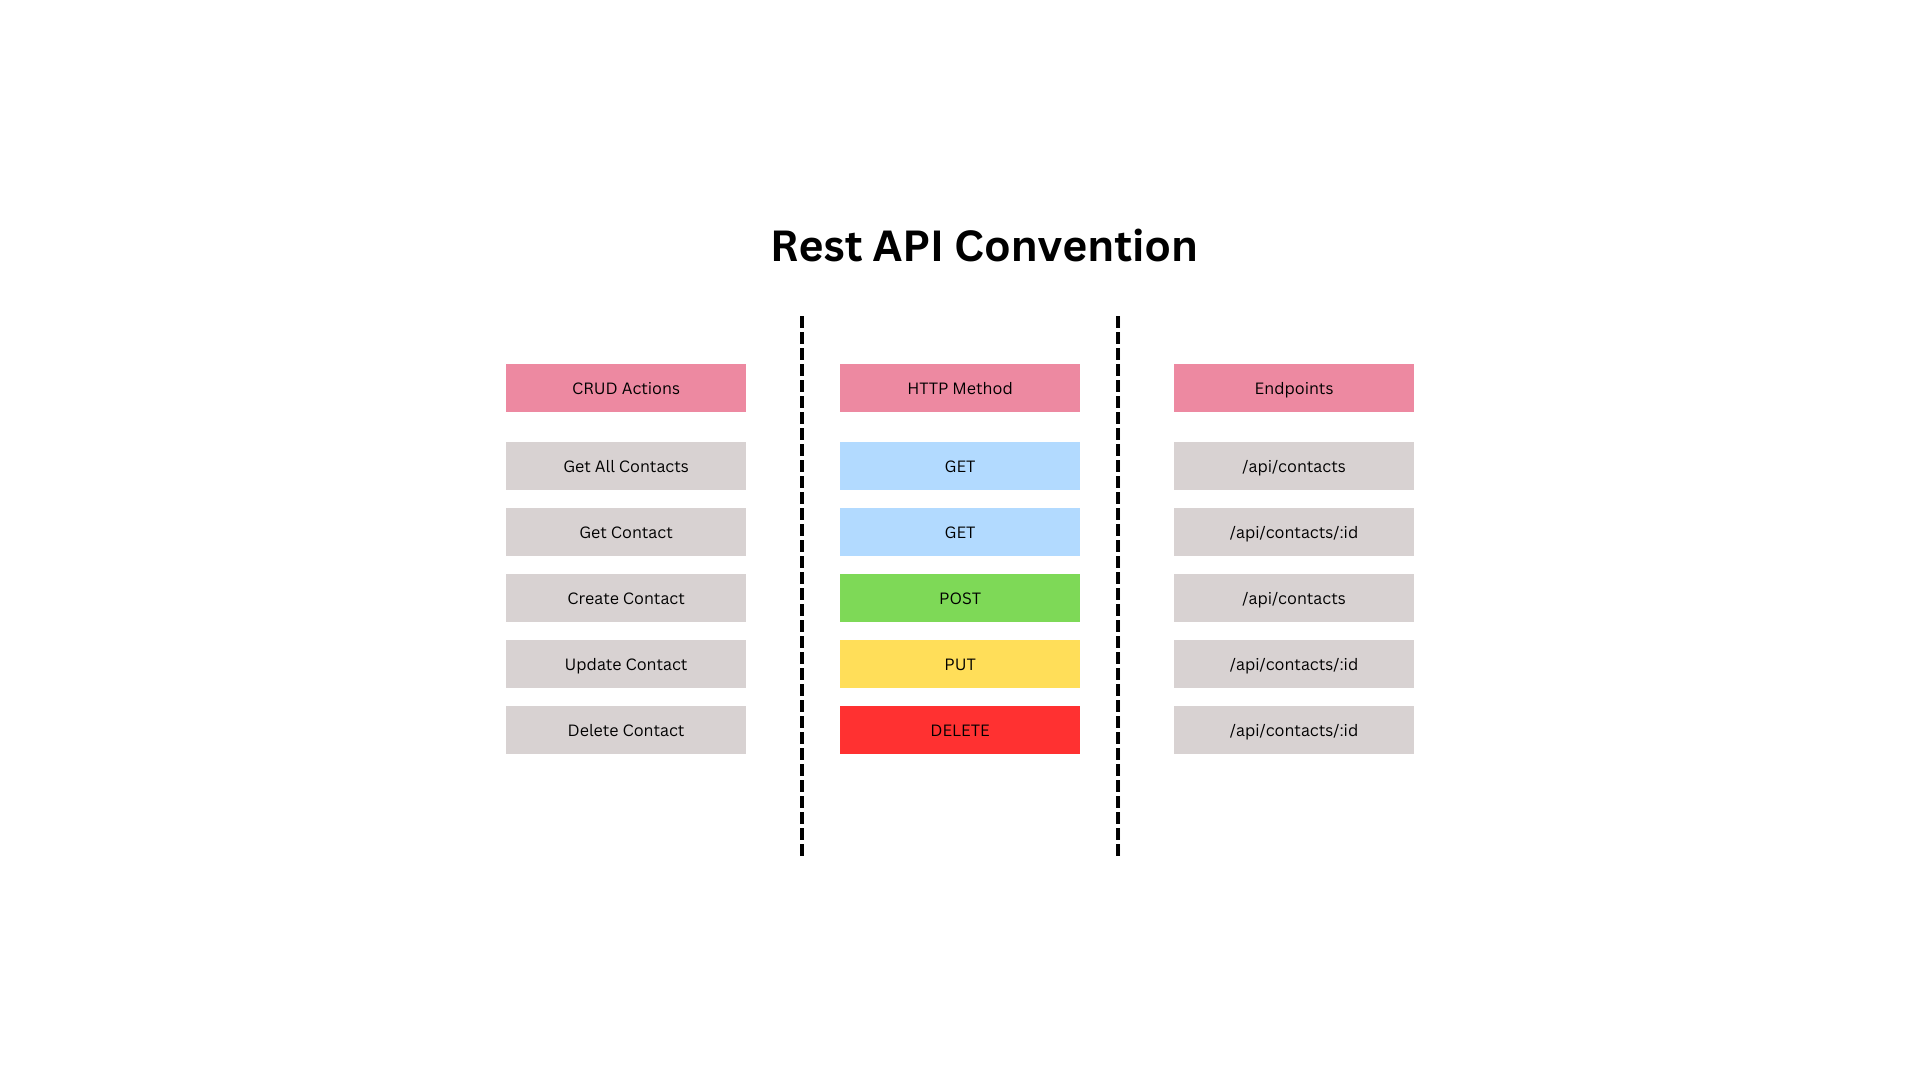 Rest API Convention
CRUD Actions
HTTP Method
Endpoints
Get All Contacts
GET
/api/contacts
Get Contact
GET
/api/contacts/:id
Create Contact
POST
/api/contacts
Update Contact
PUT
/api/contacts/:id
Delete Contact
DELETE
/api/contacts/:id